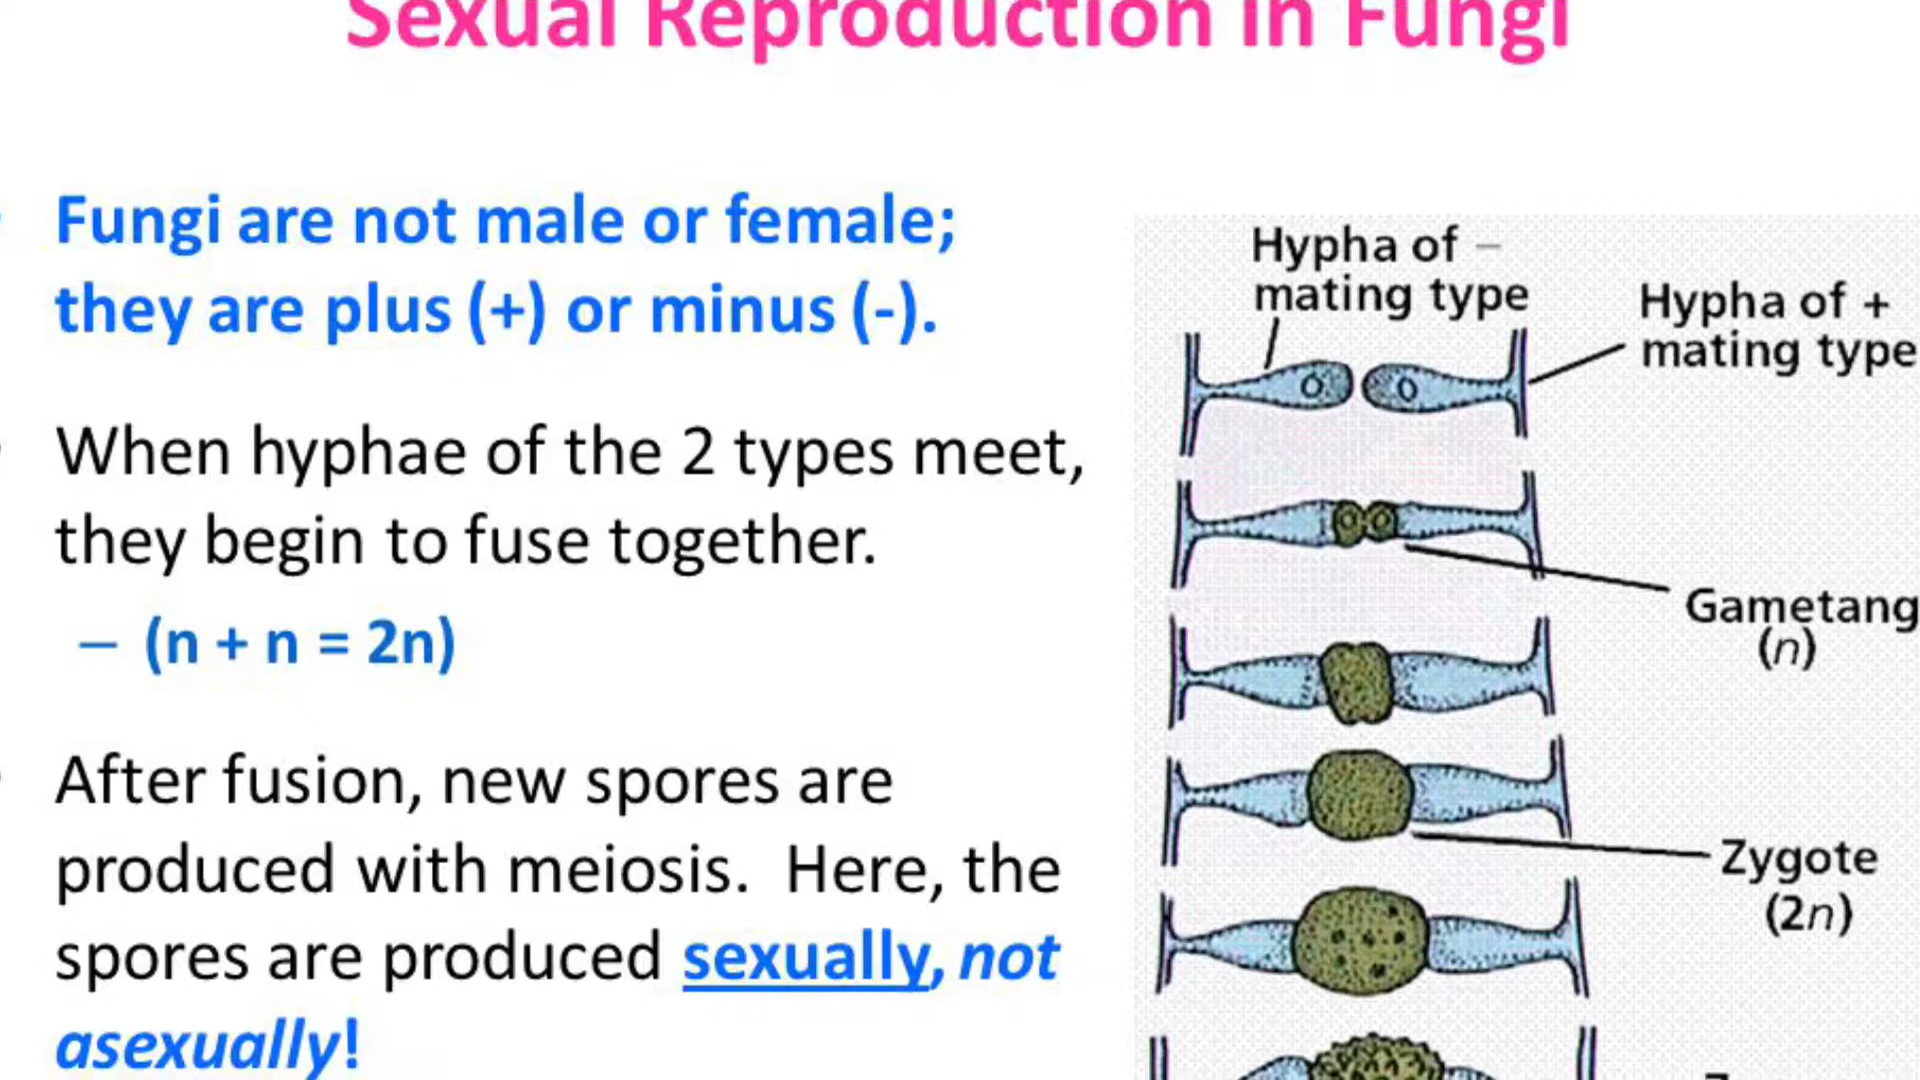 Sexual Reproduction in Fungi
Fungi are not male or female;
they are plus (+) or minus (-).
When hyphae of the 2 types meet,
they begin to fuse together.
– (n + n = 2n)
After fusion, new spores are
produced with meiosis. Here, the
spores are produced sexually, not
asexually!
Hypha of –
mating type
Hypha of +
mating type
Gametang
(n)
Zygote
(2n)